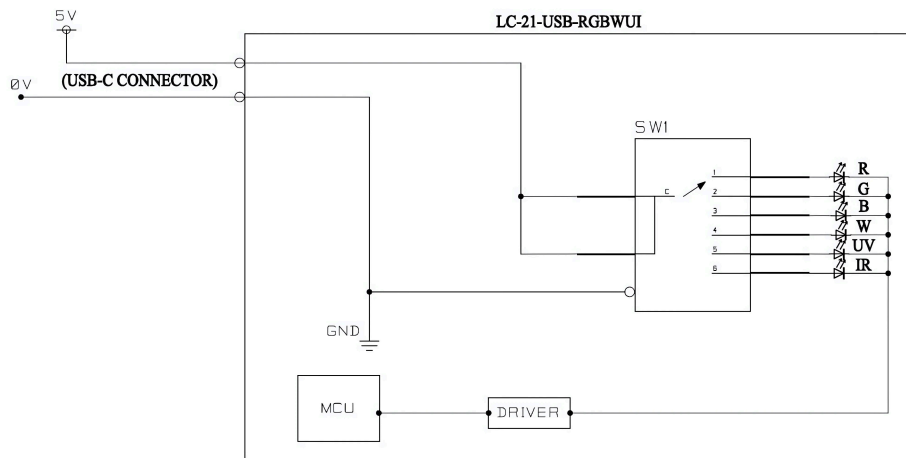 LC-21-USB-RGBWUI
5V
(USB-C CONNECTOR)
0V
SW1
C
1
2
3
4
5
6
R
G
B
W
UV
IR
GND
MCU
DRIVER